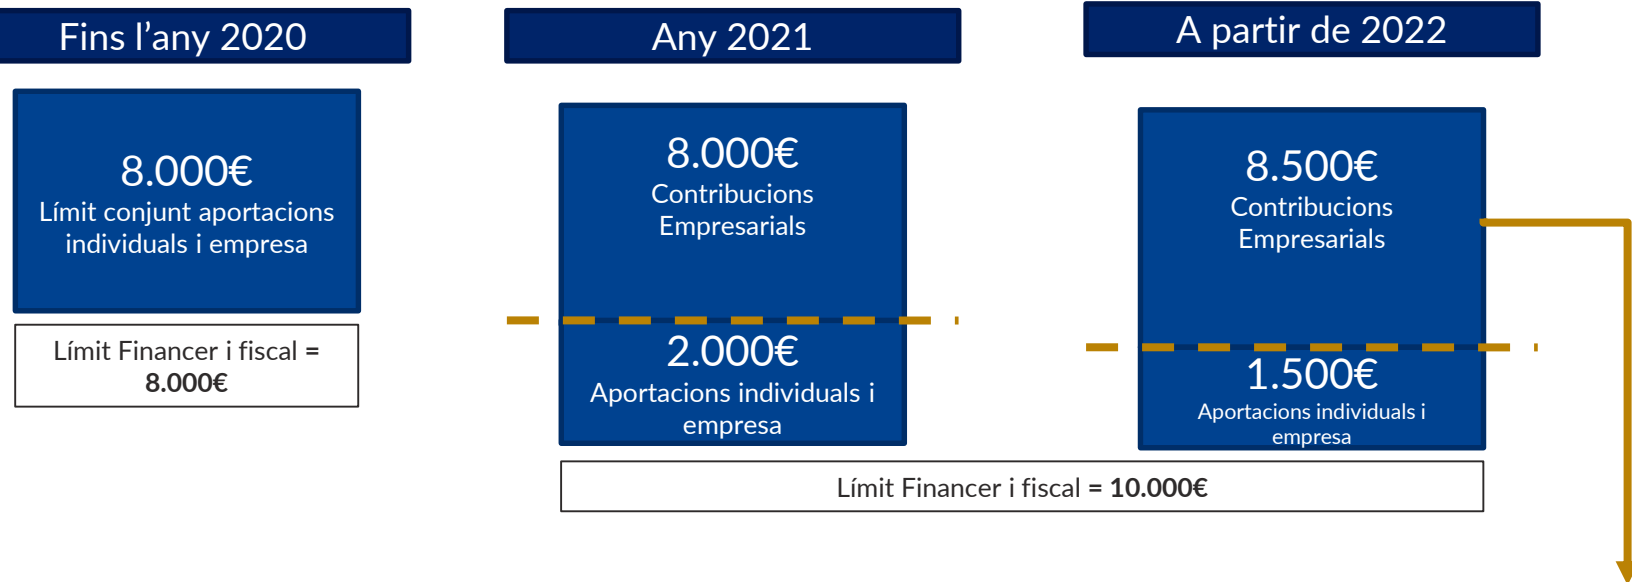 Fins l’any 2020
8.000€
Límit conjunt aportacions
individuals i empresa
Límit Financer i fiscal =
8.000€
Any 2021
8.000€
Contribucions
Empresarials
2.000€
Aportacions individuals i
empresa
A partir de 2022
8.500€
Contribucions
Empresarials
1.500€
Aportacions individuals i
empresa
Límit Financer i fiscal = 10.000€